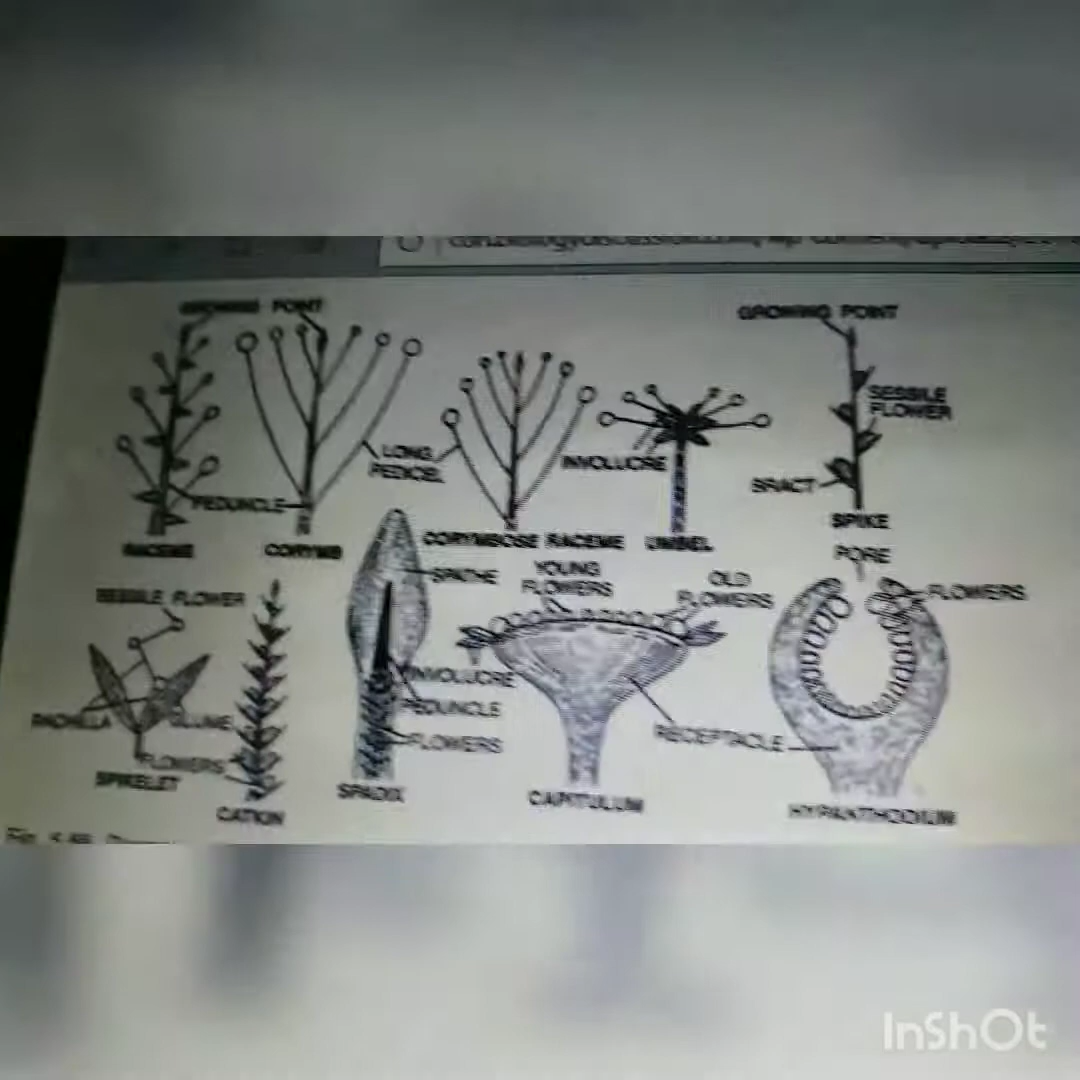 GROWING POINT
GROWING POINT
SESSILE
FLOWER
LONG
PEDICEL
INVOLUCRE
BRACT
PEDUNCLE
SPIKE
RACEME
CORYMB
CORYMBOSE RACEME
UMBEL
PORE
SPATHE
YOUNG
FLOWERS
OLD
FLOWERS
FLOWERS
SESSILE FLOWER
INVOLUCRE
PEDUNCLE
RACHILLA
GLUME
FLOWERS
RECEPTACLE
FLOWERS
SPIKELET
SPADIX
CAPITULUM
CATKIN
HYPANTHODIUM
Fig.
InShOt